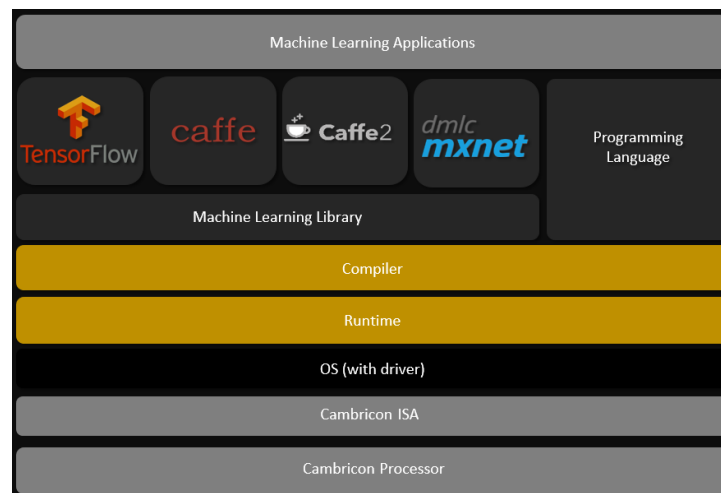 Machine Learning Applications
TensorFlow
caffe
Caffe2
dmlc
mxnet
Programming
Language
Machine Learning Library
Compiler
Runtime
OS (with driver)
Cambricon ISA
Cambricon Processor